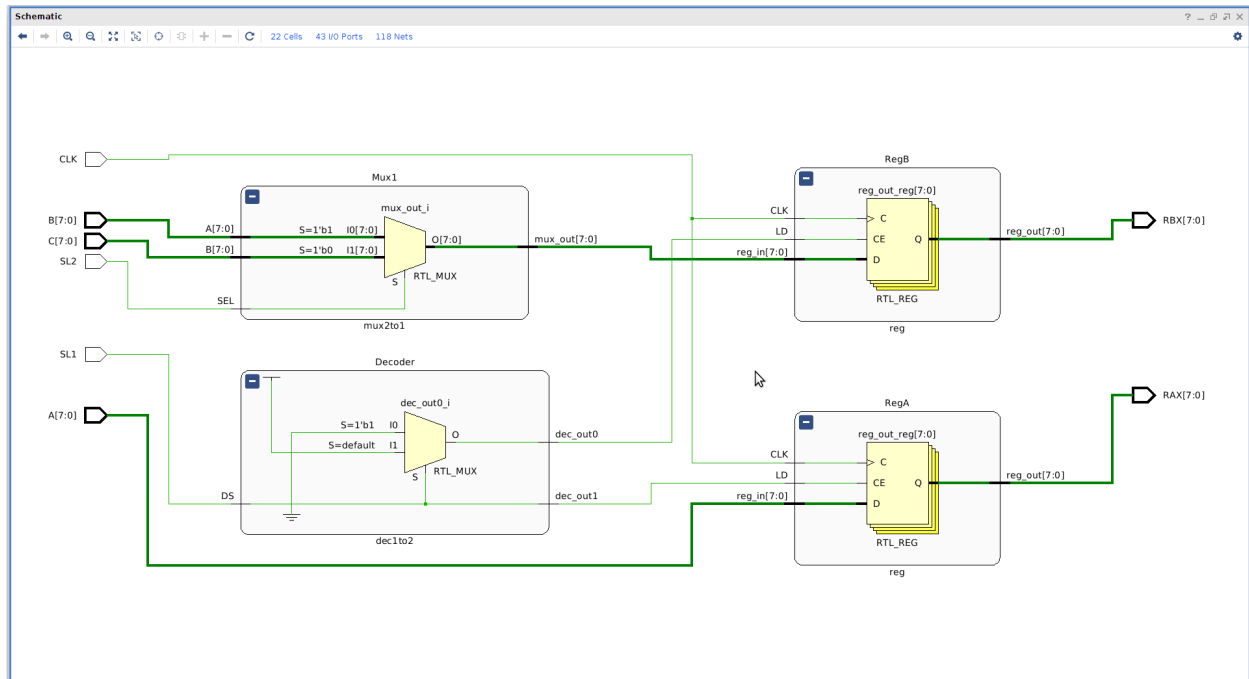 Schematic
22 Cells 43 I/O Ports 118 Nets
CLK
B[7:0]
C[7:0]
SL2
SL1
A[7:0]
Mux1
mux_out_i
A[7:0] S=1'b1 I0[7:0]
B[7:0] S=1'b0 I1[7:0]
O[7:0]
mux_out[7:0]
S
RTL_MUX
SEL
mux2to1
Decoder
dec_out0_i
S=1'b1 I0
S=default I1
O
dec_out0
S
RTL_MUX
DS
dec_out1
dec1to2
RegB
reg_out_reg[7:0]
CLK
C
LD
CE Q
reg_in[7:0]
D
reg_out[7:0]
RTL_REG
reg
RBX[7:0]
RegA
reg_out_reg[7:0]
CLK
C
LD
CE Q
reg_in[7:0]
D
reg_out[7:0]
RTL_REG
reg
RAX[7:0]